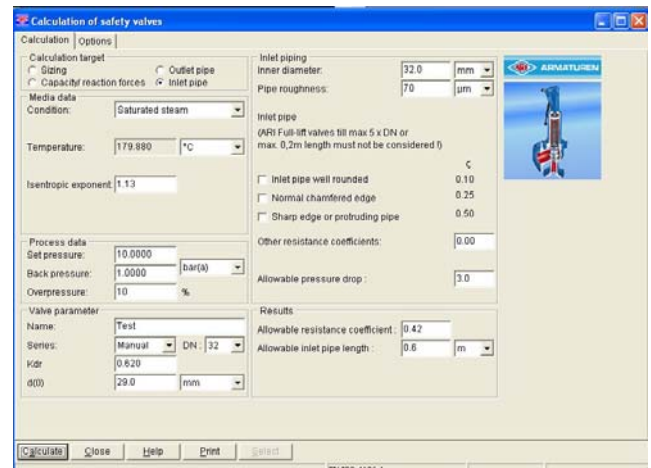 Calculation of safety valves
Calculation Options
Calculation target
Sizing Outlet pipe
Capacity/reaction forces Inlet pipe
Media data
Condition: Saturated steam
Temperature: 179.880 °C
Isentropic exponent: 1.13
Process data
Set pressure: 10.0000
Back pressure: 1.0000 bar(a)
Overpressure: 10 %
Valve parameter
Name: Test
Series: Manual DN: 32
Kdr 0.620
d(0) 29.0 mm
Inlet piping
Inner diameter: 32.0 mm
Pipe roughness: 70 µm
Inlet pipe
(ARI Full-lift valves till max 5 x DN or
max. 0,2m length must not be considered !)
ς
Inlet pipe well rounded 0.10
Normal chamfered edge 0.25
Sharp edge or protruding pipe 0.50
Other resistance coefficients: 0.00
Allowable pressure drop : 3.0
Results
Allowable resistance coefficient : 0.42
Allowable inlet pipe length : 0.6 m
ARI ARMATUREN
Calculate Close Help Print Select